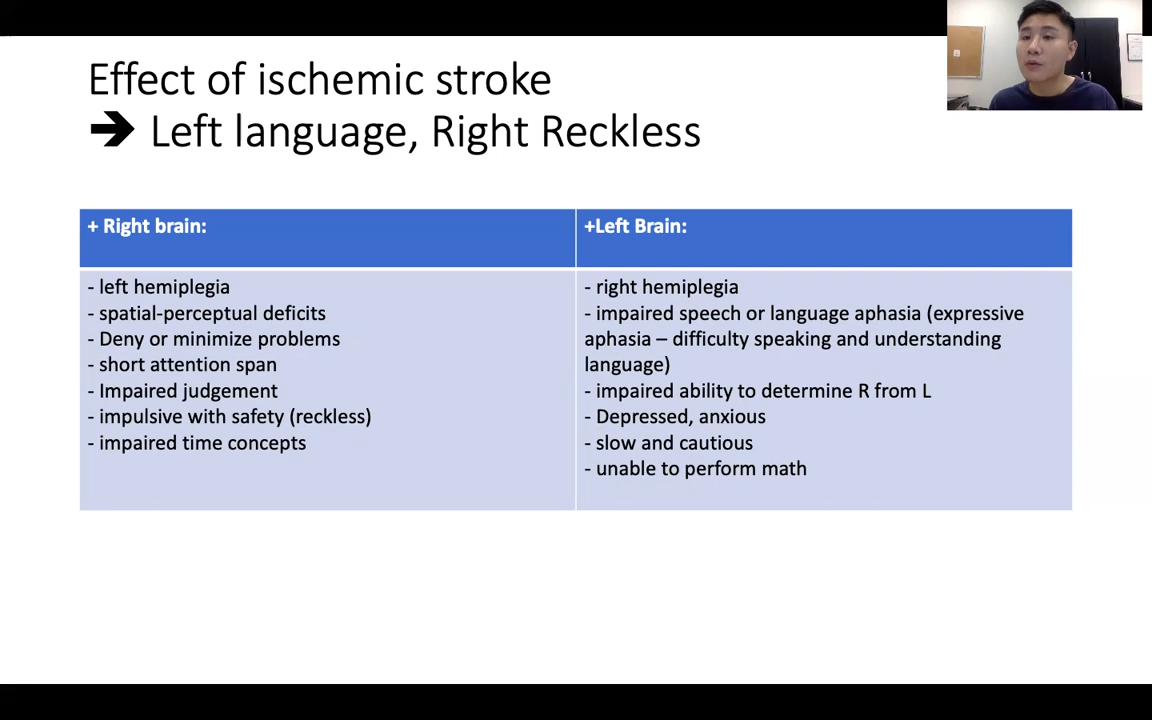 Effect of ischemic stroke
➔ Left language, Right Reckless
+ Right brain:
- left hemiplegia
- spatial-perceptual deficits
- Deny or minimize problems
- short attention span
- Impaired judgement
- impulsive with safety (reckless)
- impaired time concepts
+Left Brain:
- right hemiplegia
- impaired speech or language aphasia (expressive
aphasia – difficulty speaking and understanding
language)
- impaired ability to determine R from L
- Depressed, anxious
- slow and cautious
- unable to perform math